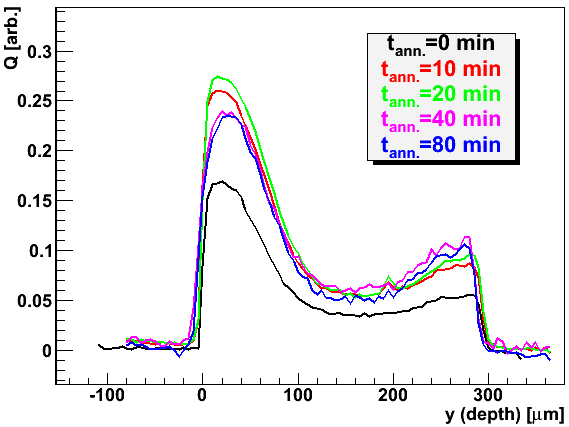 Q [arb.]
0.3
0.25
0.2
0.15
0.1
0.05
0
t_ann.=0 min
t_ann.=10 min
t_ann.=20 min
t_ann.=40 min
t_ann.=80 min
-100 0 100 200 300
y (depth) [μm]